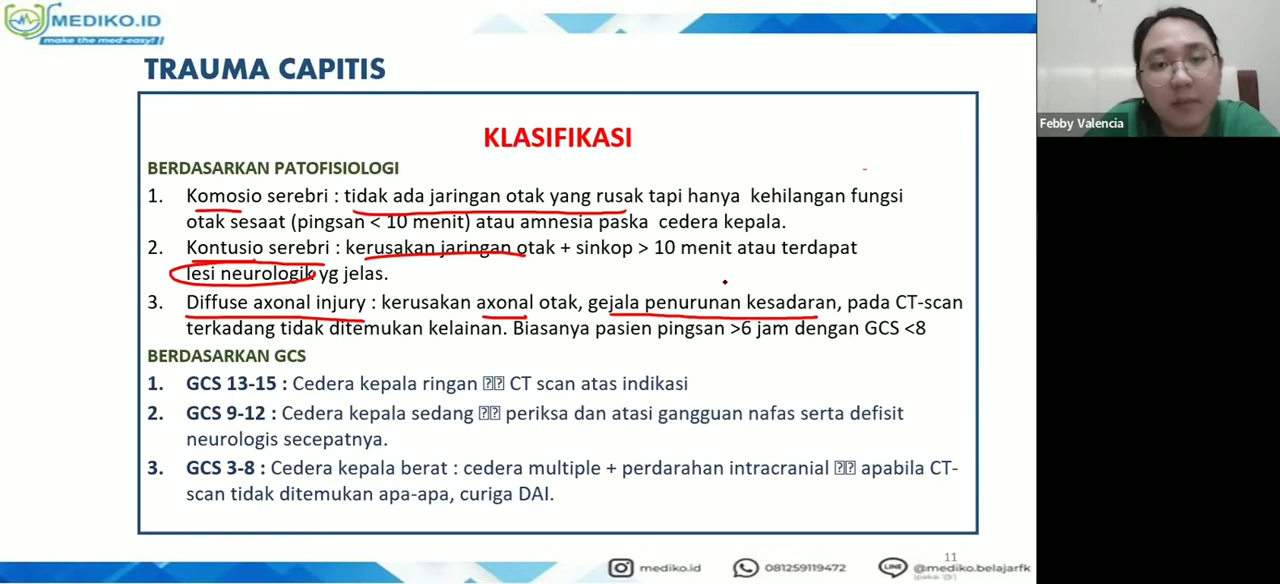 MEDIKO.ID
make the med-easy!
TRAUMA CAPITIS
Febby Valencia
KLASIFIKASI
BERDASARKAN PATOFISIOLOGI
1. Komosio serebri : tidak ada jaringan otak yang rusak tapi hanya kehilangan fungsi
otak sesaat (pingsan < 10 menit) atau amnesia paska cedera kepala.
2. Kontusio serebri : kerusakan jaringan otak + sinkop > 10 menit atau terdapat
lesi neurologik yg jelas.
3. Diffuse axonal injury : kerusakan axonal otak, gejala penurunan kesadaran, pada CT-scan
terkadang tidak ditemukan kelainan. Biasanya pasien pingsan >6 jam dengan GCS <8
BERDASARKAN GCS
1. GCS 13-15 : Cedera kepala ringan CT scan atas indikasi
2. GCS 9-12 : Cedera kepala sedang periksa dan atasi gangguan nafas serta defisit
neurologis secepatnya.
3. GCS 3-8 : Cedera kepala berat : cedera multiple + perdarahan intracranial apabila CT-
scan tidak ditemukan apa-apa, curiga DAI.
11
mediko.id
081259119472
LINE
@mediko.belajarfk